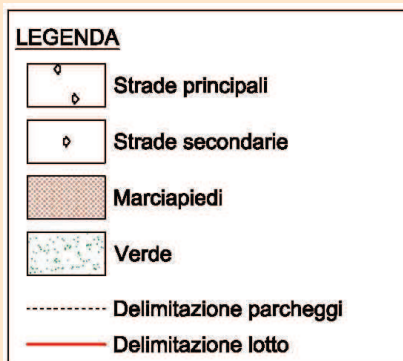 LEGENDA
Strade principali
Strade secondarie
Marciapiedi
Verde
Delimitazione parcheggi
Delimitazione lotto